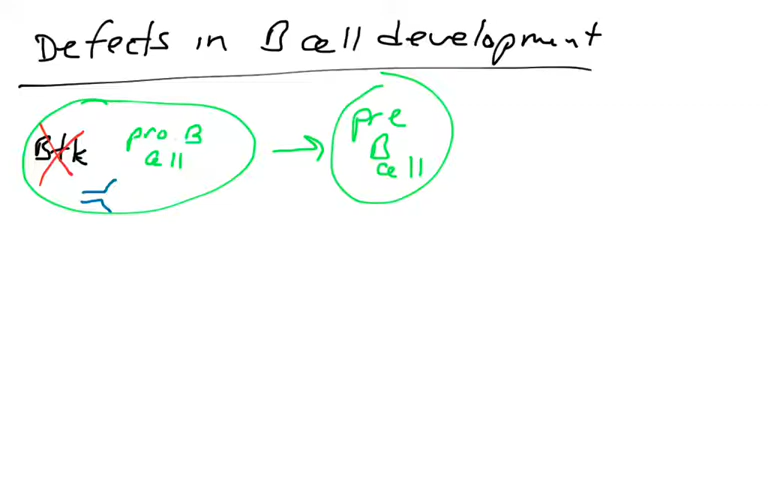 Defects in B cell development
Btk
pro B
cell
pre
B
cell